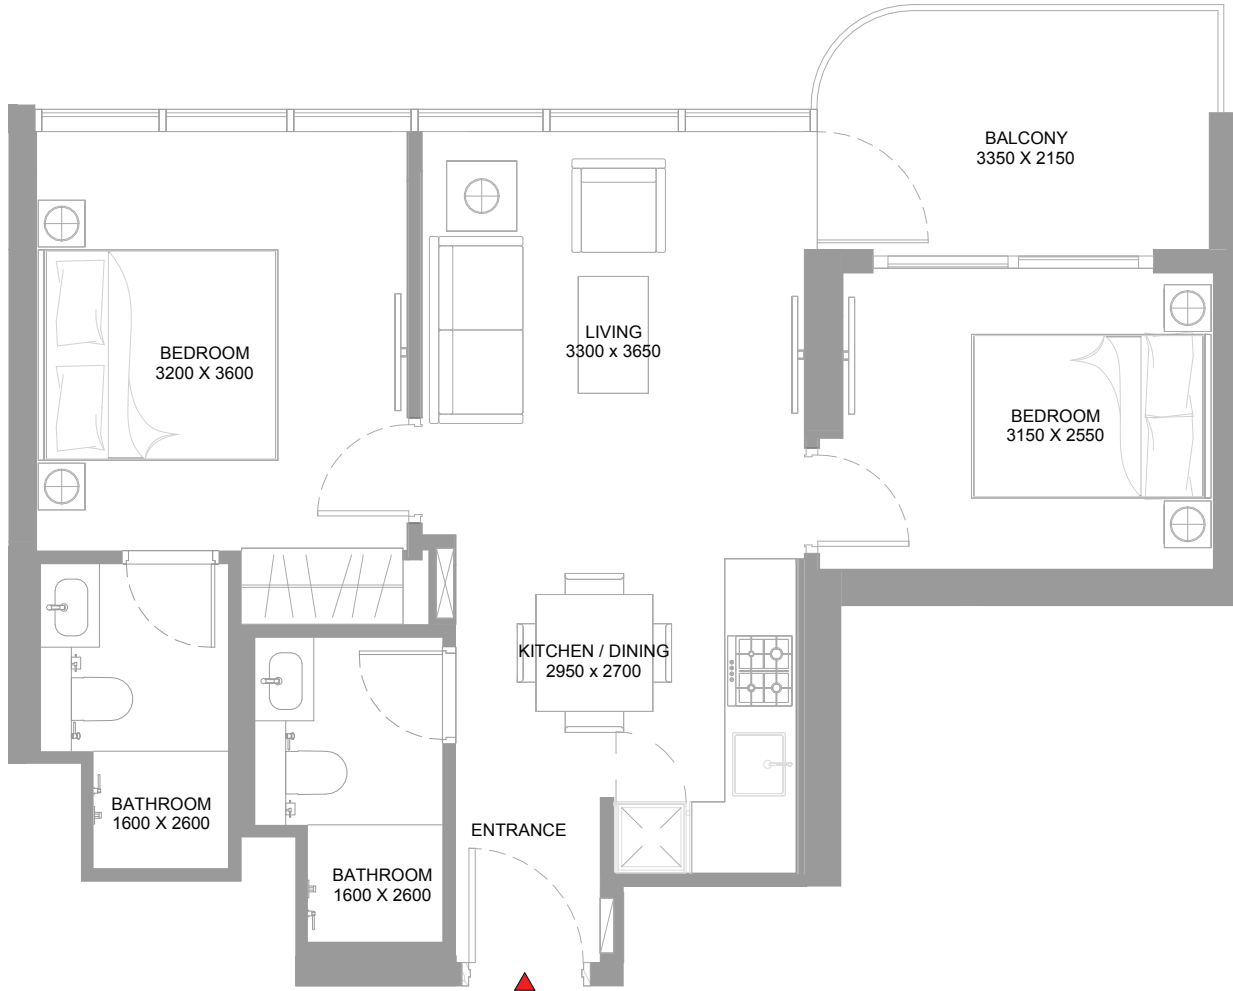 BALCONY
3350 X 2150
LIVING
3300 x 3650
BEDROOM
3200 X 3600
BEDROOM
3150 X 2550
KITCHEN / DINING
2950 x 2700
BATHROOM
1600 X 2600
ENTRANCE
BATHROOM
1600 X 2600